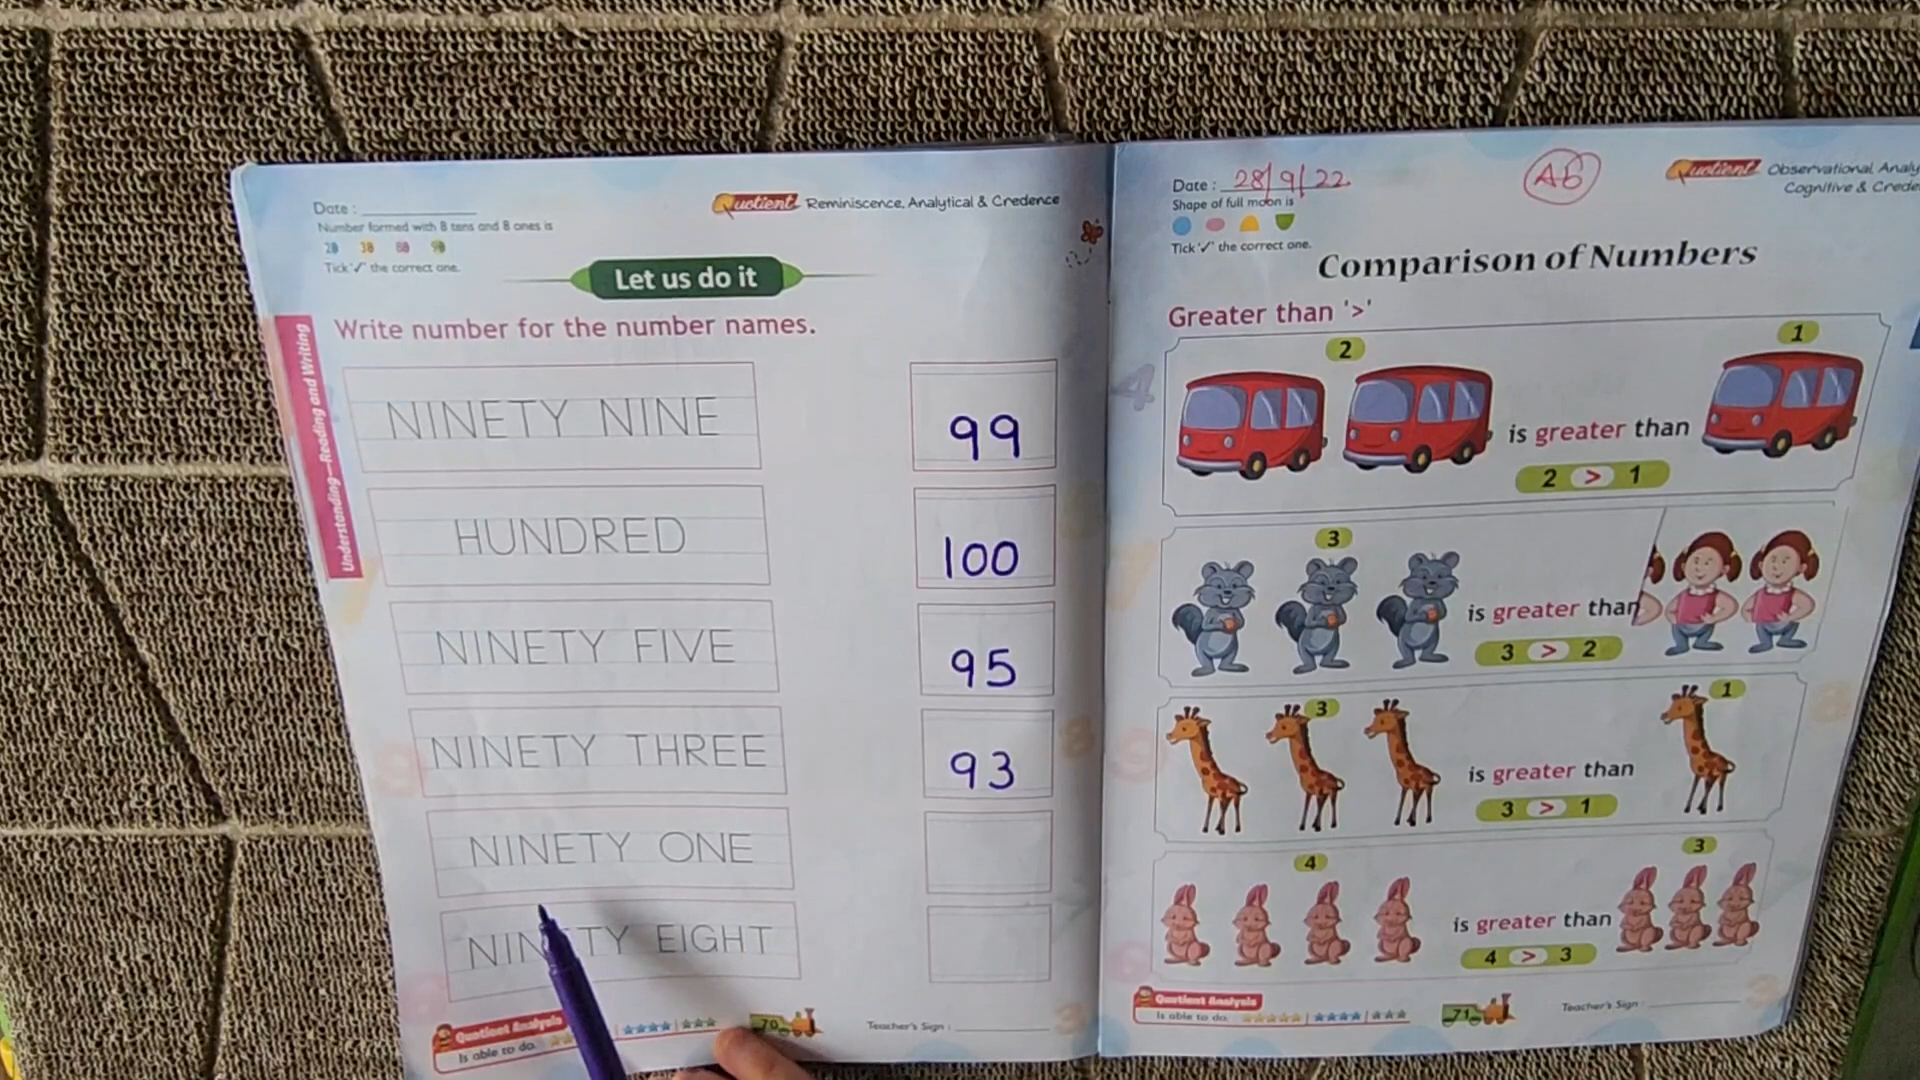 Date :
Quotient Reminiscence, Analytical & Credence
Number formed with 8 tens and 8 ones is
Tick '✓' the correct one.
Let us do it
Understanding—Reading and Writing
Write number for the number names.
NINETY NINE 99
HUNDRED 100
NINETY FIVE 95
NINETY THREE 93
NINETY ONE
NINETY EIGHT
Quotient Analysis
Is able to do.
70
Teacher's Sign :
Date : 28/9/22
AB
Quotient Observational, Analy
Cognitive & Crede
Shape of full moon is
Tick '✓' the correct one.
Comparison of Numbers
Greater than '>'
2 1
is greater than
2 > 1
3
is greater than
3 > 2
3 1
is greater than
3 > 1
4 3
is greater than
4 > 3
Quotient Analysis
Is able to do.
71
Teacher's Sign :